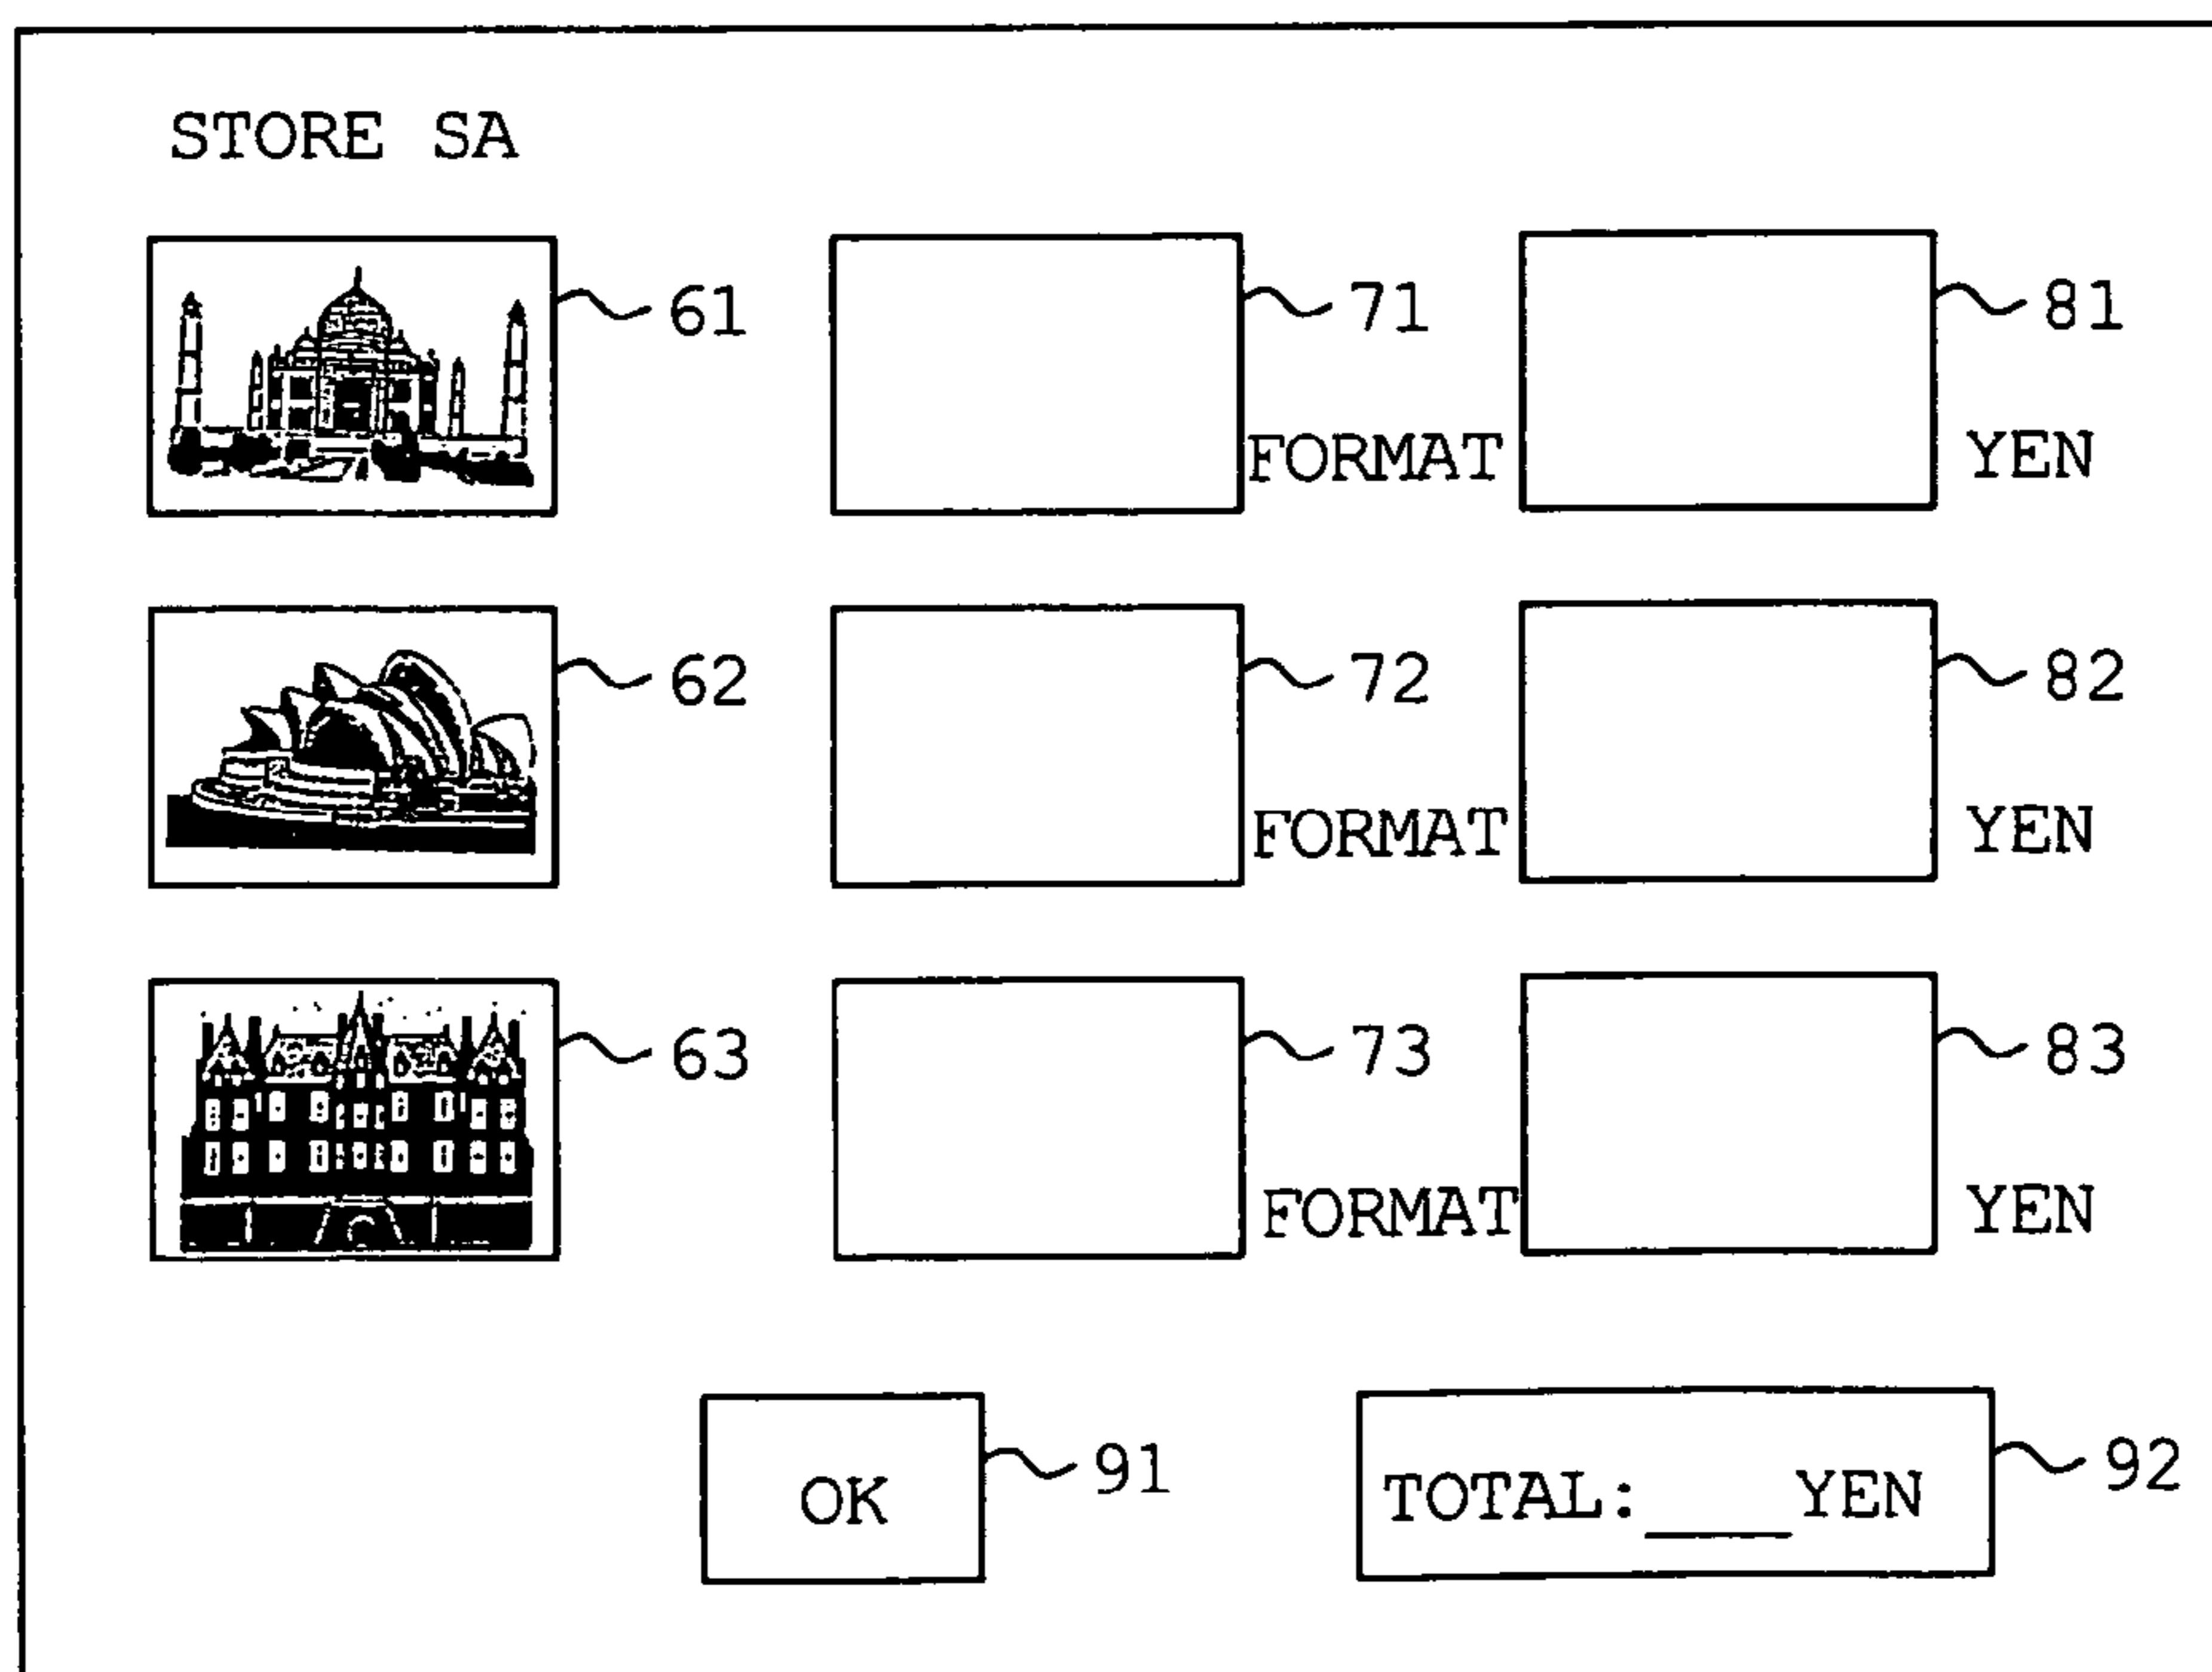 STORE SA
61 71 81
FORMAT YEN
62 72 82
FORMAT YEN
63 73 83
FORMAT YEN
OK 91 TOTAL:____YEN 92